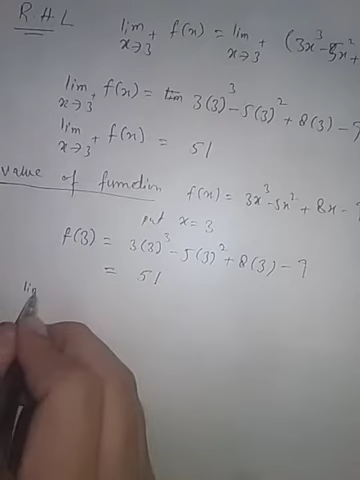 R.H.L lim x→3+ f(x) = lim x→3+ (3x³-5x²+
lim x→3+ f(x) = lim 3(3)³-5(3)²+8(3)-7
lim x→3+ f(x) = 51
value of function f(x) = 3x³-5x²+8x-
put x=3
f(3) = 3(3)³-5(3)²+8(3)-7
= 51
lim